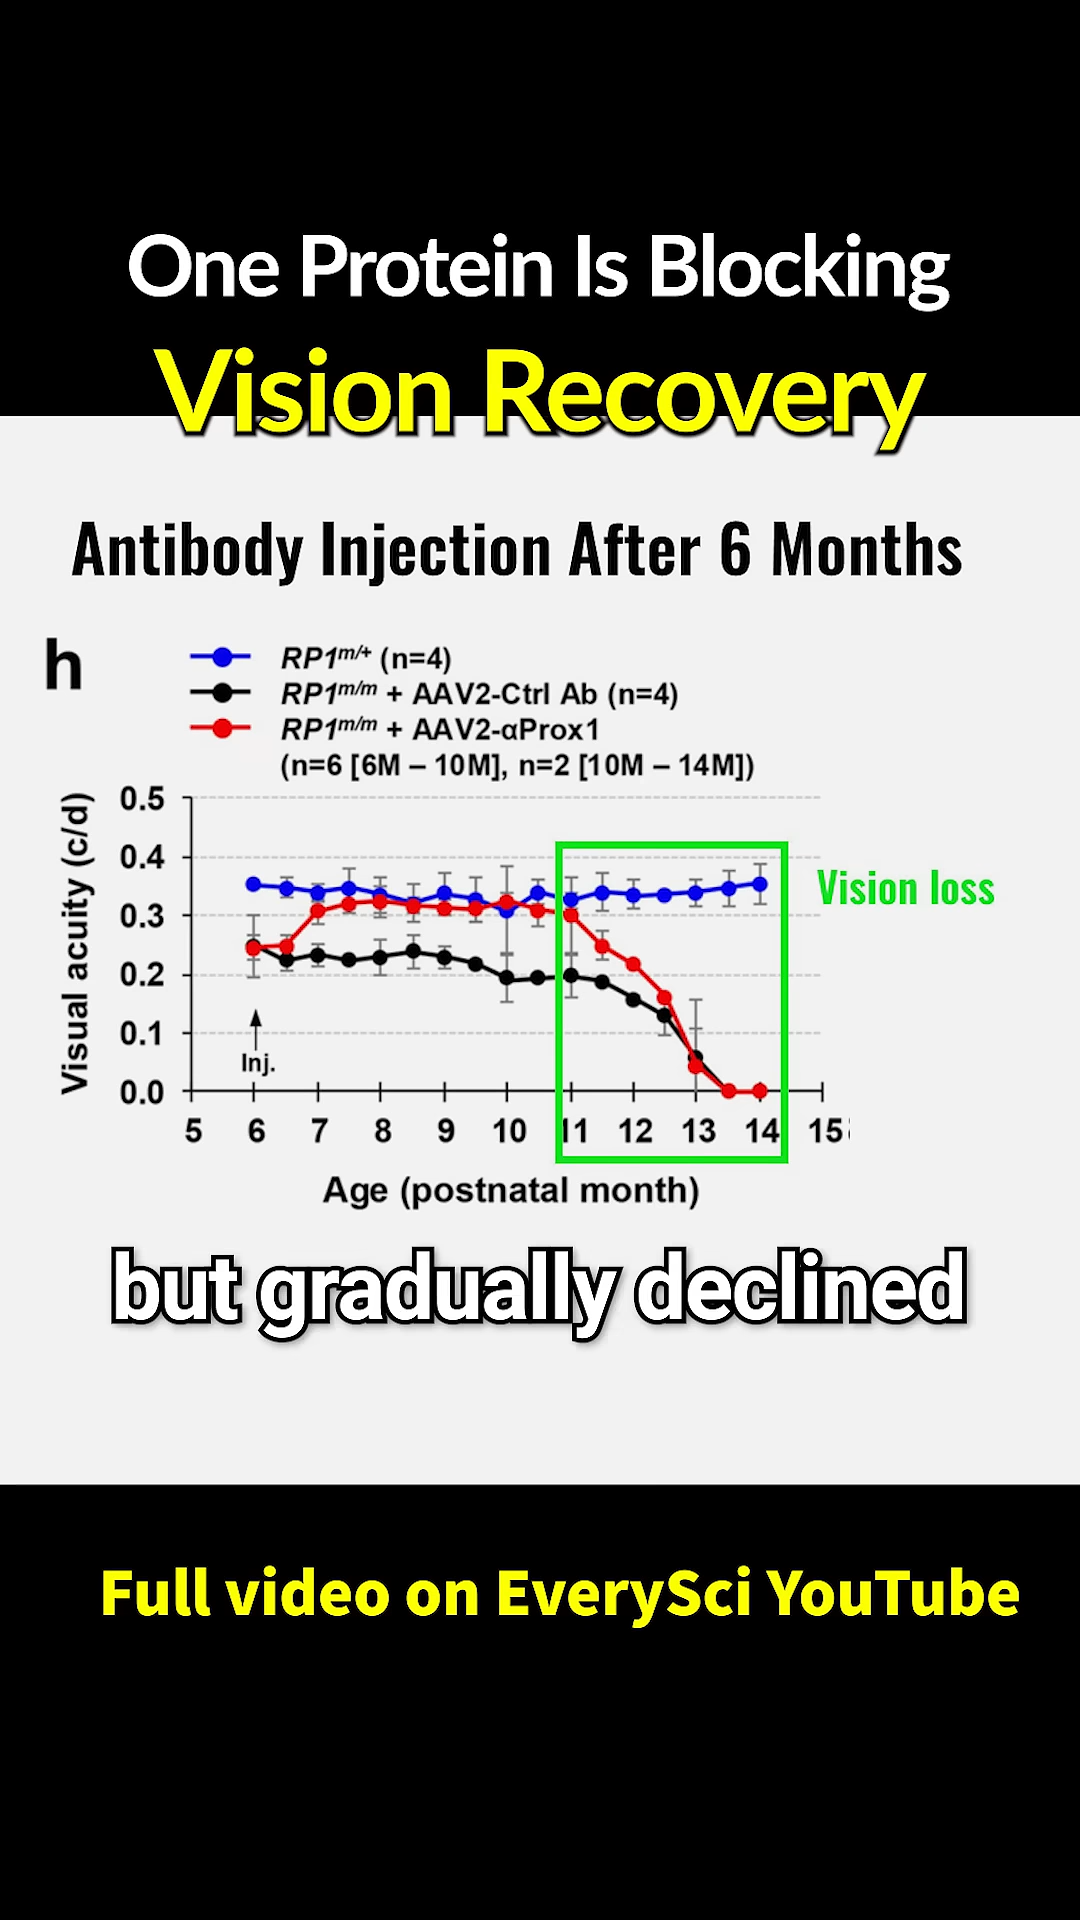 One Protein Is Blocking
Vision Recovery
Antibody Injection After 6 Months
h
RP1m/+ (n=4)
RP1m/m + AAV2-Ctrl Ab (n=4)
RP1m/m + AAV2-αProx1
(n=6 [6M – 10M], n=2 [10M – 14M])
Visual acuity (c/d)
0.5
0.4
0.3
0.2
0.1
0.0
Vision loss
Inj.
5 6 7 8 9 10 11 12 13 14 15
Age (postnatal month)
but gradually declined
Full video on EverySci YouTube